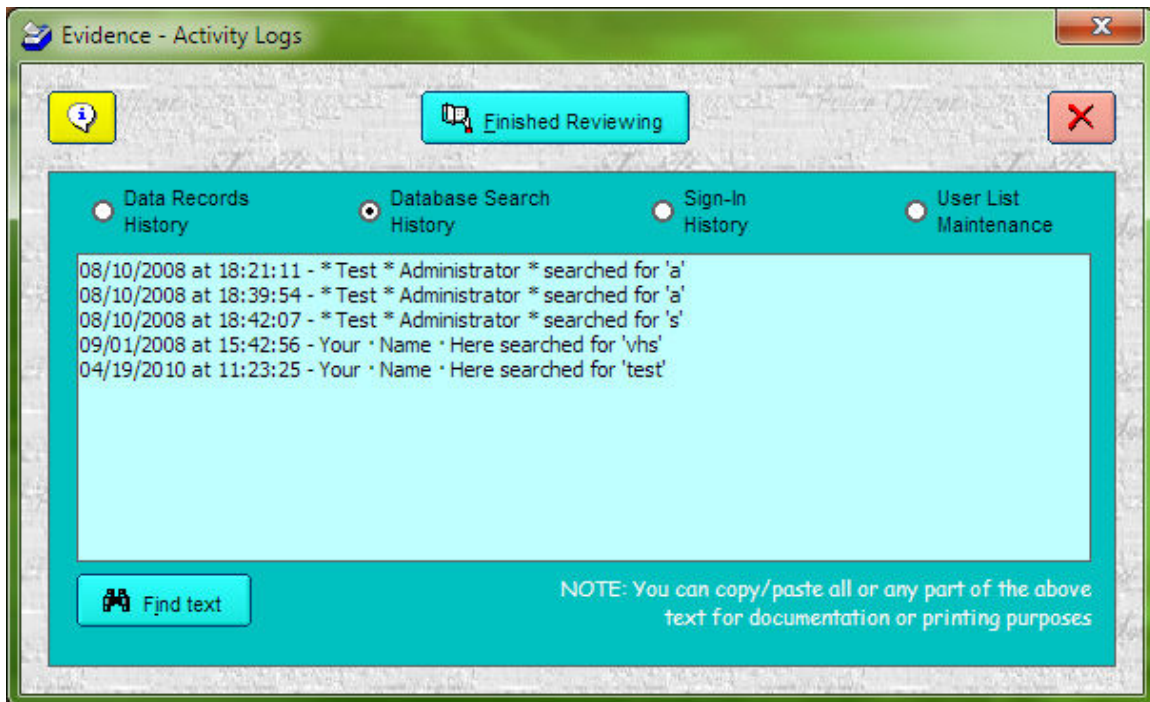 Evidence - Activity Logs
Finished Reviewing
Data Records
History
Database Search
History
Sign-In
History
User List
Maintenance
08/10/2008 at 18:21:11 - * Test * Administrator * searched for 'a'
08/10/2008 at 18:39:54 - * Test * Administrator * searched for 'a'
08/10/2008 at 18:42:07 - * Test * Administrator * searched for 's'
09/01/2008 at 15:42:56 - Your · Name · Here searched for 'vhs'
04/19/2010 at 11:23:25 - Your · Name · Here searched for 'test'
Find text
NOTE: You can copy/paste all or any part of the above
text for documentation or printing purposes